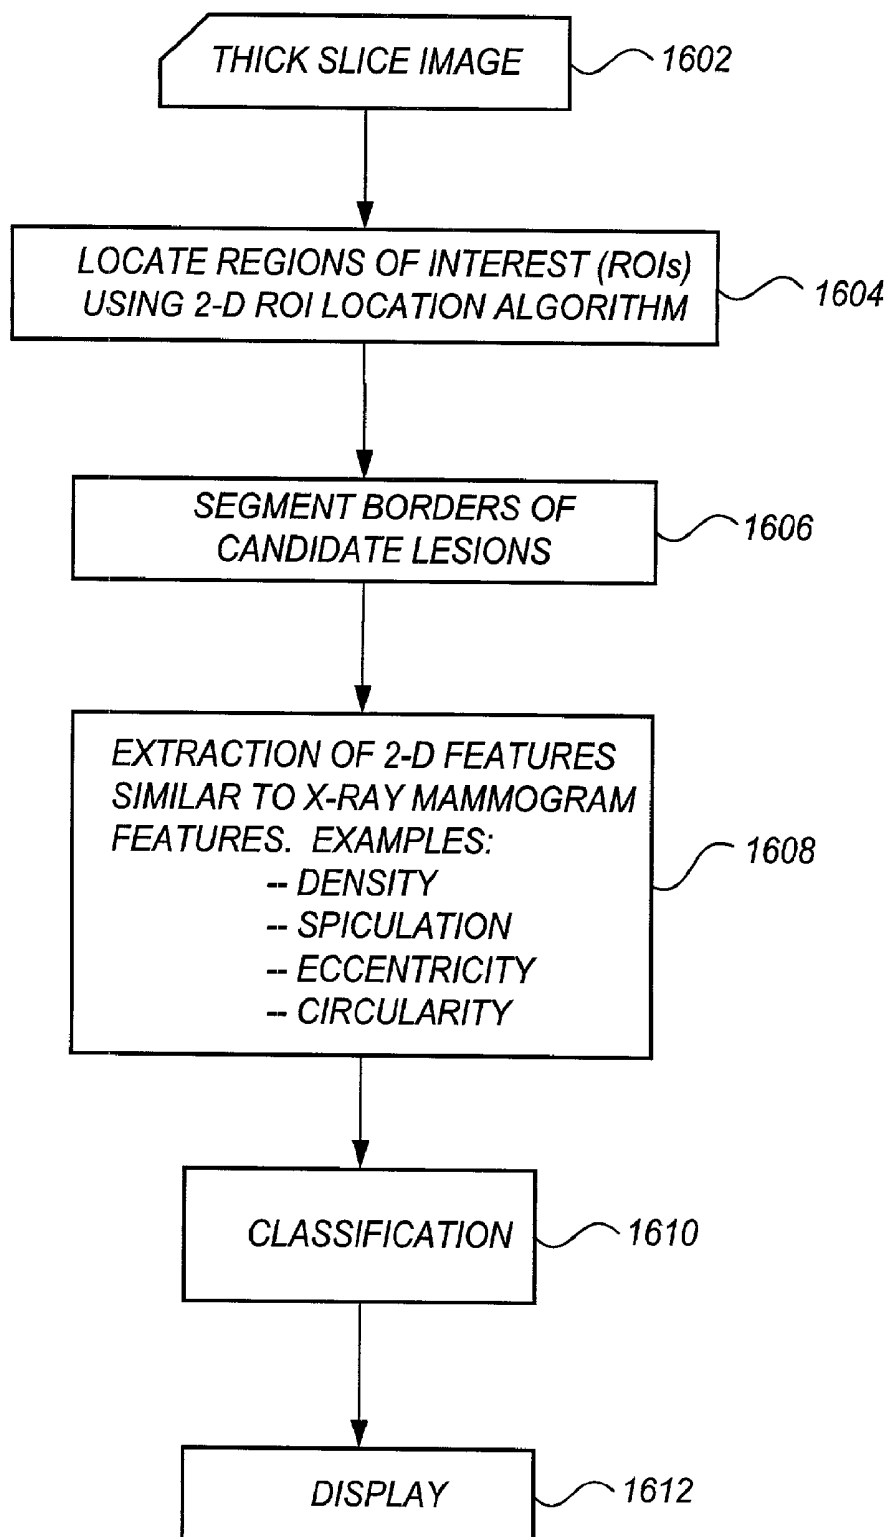 THICK SLICE IMAGE
1602
LOCATE REGIONS OF INTEREST (ROIs)
USING 2-D ROI LOCATION ALGORITHM
1604
SEGMENT BORDERS OF
CANDIDATE LESIONS
1606
EXTRACTION OF 2-D FEATURES
SIMILAR TO X-RAY MAMMOGRAM
FEATURES. EXAMPLES:
-- DENSITY
-- SPICULATION
-- ECCENTRICITY
-- CIRCULARITY
1608
CLASSIFICATION
1610
DISPLAY
1612